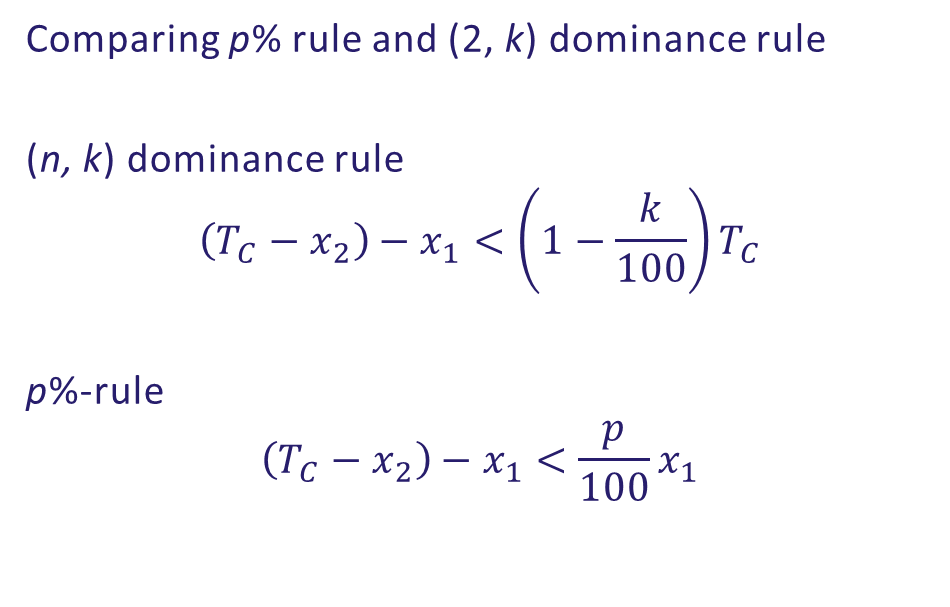 Comparing p% rule and (2, k) dominance rule
(n, k) dominance rule
(T_C − x_2) − x_1 < (1 − k/100) T_C
p%-rule
(T_C − x_2) − x_1 < p/100 x_1